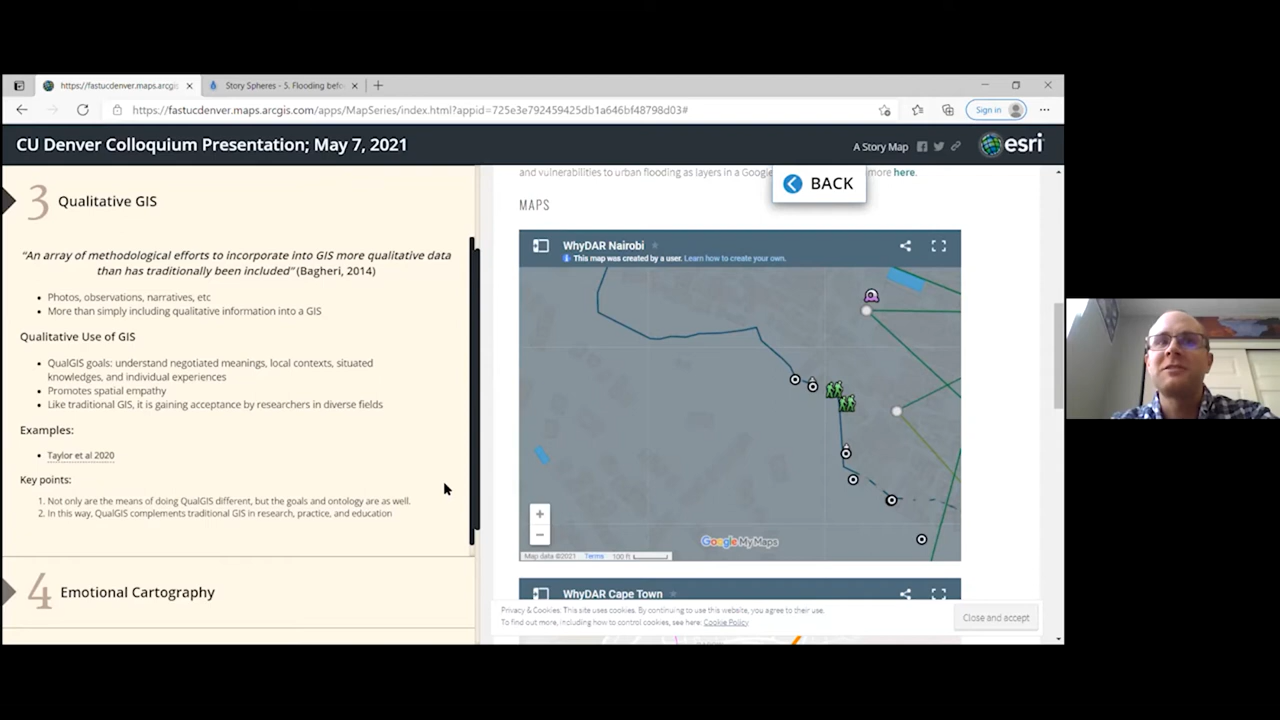 https://fastucdenver.maps.arcgis
Story Spheres - 5. Flooding befo
https://fastucdenver.maps.arcgis.com/apps/MapSeries/index.html?appid=725e3e792459425db1a646bf48798d03#
Sign in
CU Denver Colloquium Presentation; May 7, 2021
A Story Map
esri
3 Qualitative GIS
"An array of methodological efforts to incorporate into GIS more qualitative data
than has traditionally been included" (Bagheri, 2014)
• Photos, observations, narratives, etc
• More than simply including qualitative information into a GIS
Qualitative Use of GIS
• QualGIS goals: understand negotiated meanings, local contexts, situated
knowledges, and individual experiences
• Promotes spatial empathy
• Like traditional GIS, it is gaining acceptance by researchers in diverse fields
Examples:
• Taylor et al 2020
Key points:
1. Not only are the means of doing QualGIS different, but the goals and ontology are as well.
2. In this way, QualGIS complements traditional GIS in research, practice, and education
4 Emotional Cartography
and vulnerabilities to urban flooding as layers in a Google
more here.
BACK
MAPS
WhyDAR Nairobi
This map was created by a user. Learn how to create your own.
Google My Maps
Map data ©2021 Terms 100 ft
WhyDAR Cape Town
Privacy & Cookies: This site uses cookies. By continuing to use this website, you agree to their use.
To find out more, including how to control cookies, see here: Cookie Policy
Close and accept